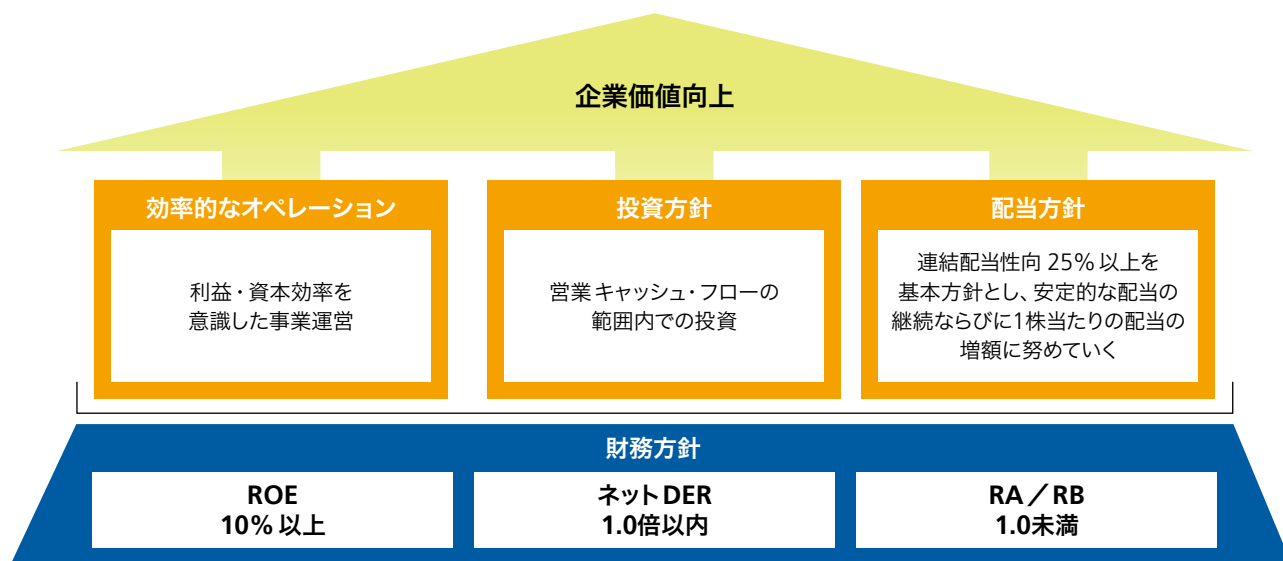 企業価値向上
効率的なオペレーション
利益・資本効率を
意識した事業運営
投資方針
営業キャッシュ・フローの
範囲内での投資
配当方針
連結配当性向 25% 以上を
基本方針とし、安定的な配当の
継続ならびに1株当たりの配当の
増額に努めていく
財務方針
ROE
10% 以上
ネットDER
1.0倍以内
RA/RB
1.0未満